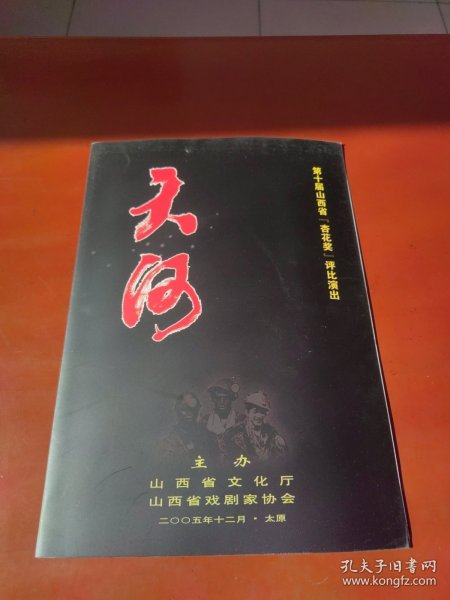 天河
第十届山西省“杏花奖”评比演出
主办
山西省文化厅
山西省戏剧家协会
二〇〇五年十二月·太原
孔夫子旧书网
www.kongfz.com